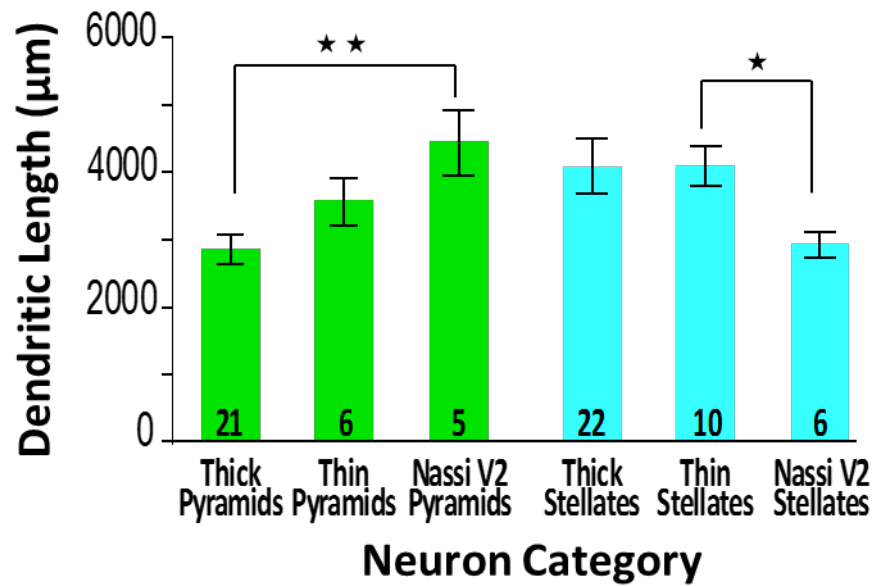 Dendritic Length (µm)
6000
4000
2000
0
★ ★
★
21
6
5
22
10
6
Thick
Pyramids
Thin
Pyramids
Nassi V2
Pyramids
Thick
Stellates
Thin
Stellates
Nassi V2
Stellates
Neuron Category